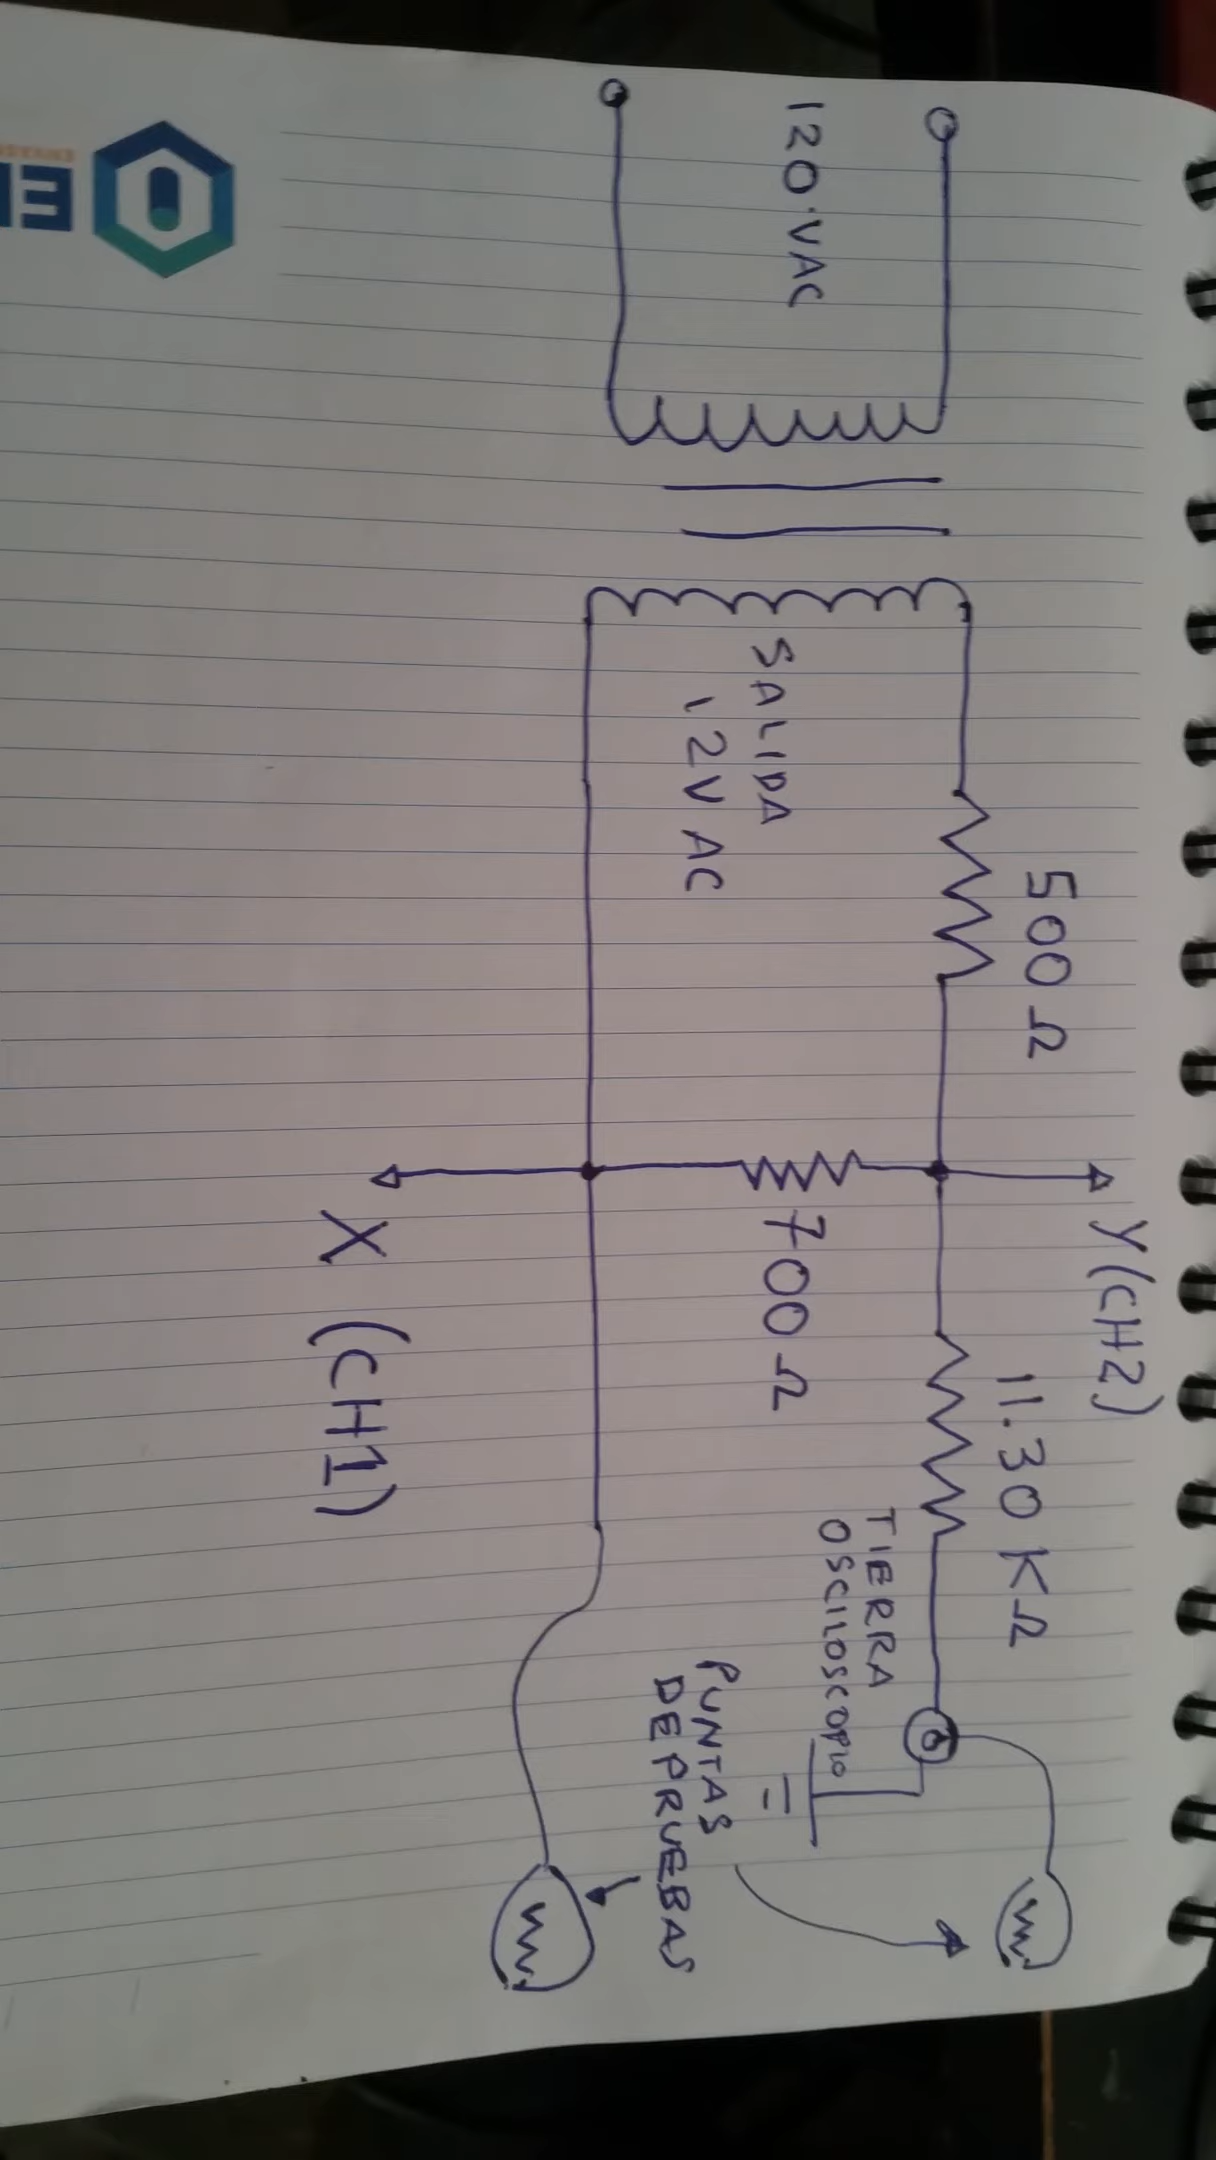 120 VAC
SALIDA
12V AC
500 Ω
Y (CH2)
700 Ω
11.30 KΩ
X (CH1)
TIERRA
OSCILOSCOPIO
PUNTAS
DE PRUEBAS